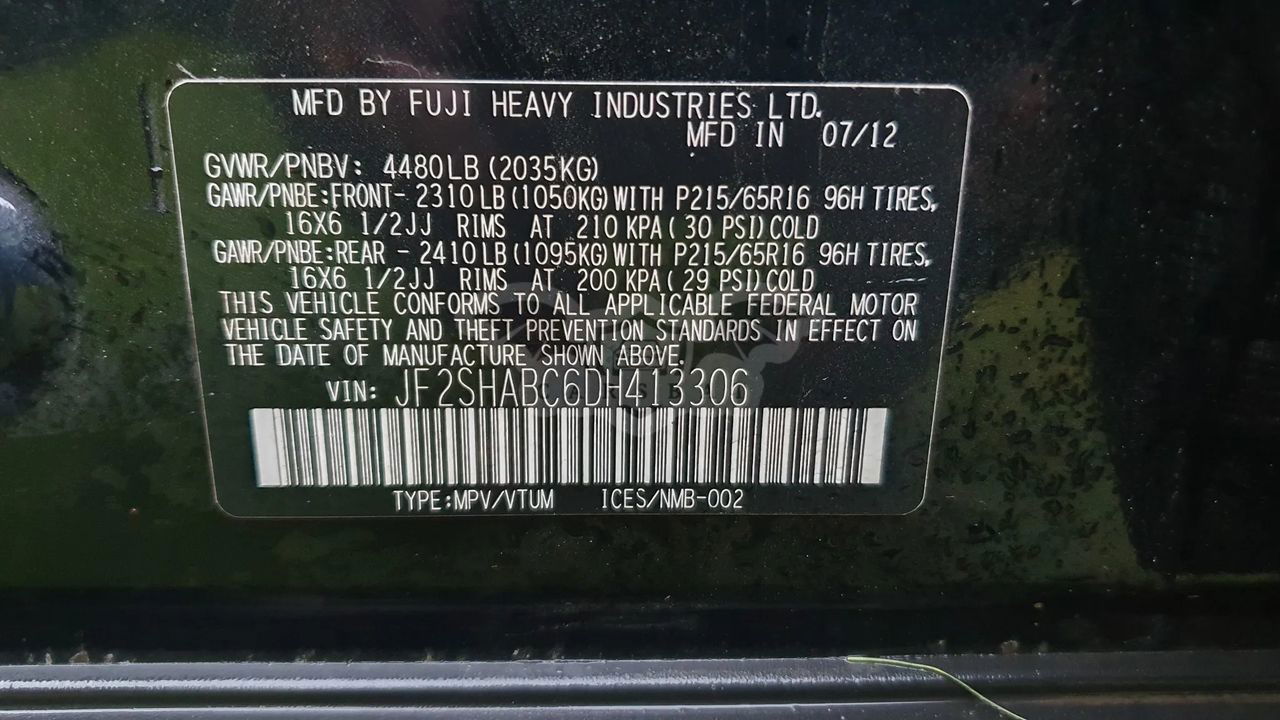 MFD BY FUJI HEAVY INDUSTRIES LTD.
MFD IN 07/12
GVWR/PNBV: 4480LB (2035KG)
GAWR/PNBE:FRONT- 2310 LB (1050KG) WITH P215/65R16 96H TIRES,
16X6 1/2JJ RIMS AT 210 KPA ( 30 PSI) COLD
GAWR/PNBE:REAR - 2410 LB (1095KG) WITH P215/65R16 96H TIRES,
16X6 1/2JJ RIMS AT 200 KPA ( 29 PSI) COLD
THIS VEHICLE CONFORMS TO ALL APPLICABLE FEDERAL MOTOR
VEHICLE SAFETY AND THEFT PREVENTION STANDARDS IN EFFECT ON
THE DATE OF MANUFACTURE SHOWN ABOVE.
VIN: JF2SHABC6DH413306
TYPE:MPV/VTUM ICES/NMB-002